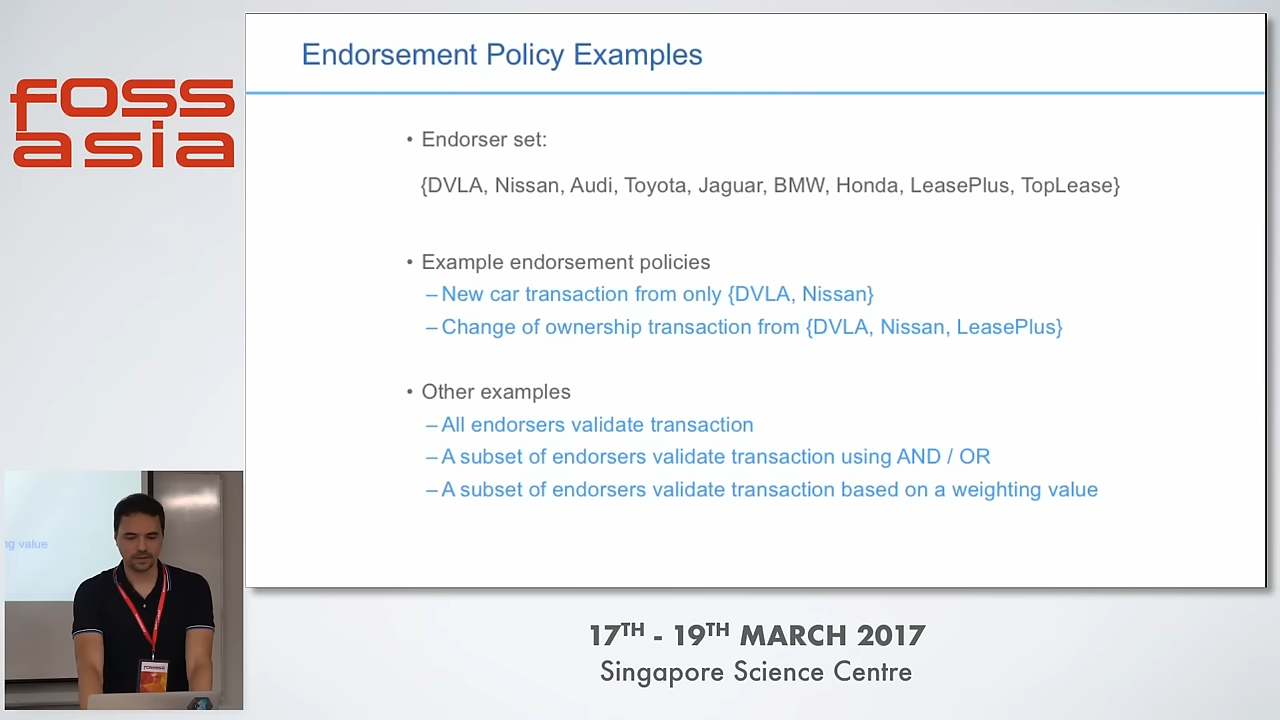 foss
asia
Endorsement Policy Examples
• Endorser set:
{DVLA, Nissan, Audi, Toyota, Jaguar, BMW, Honda, LeasePlus, TopLease}
• Example endorsement policies
– New car transaction from only {DVLA, Nissan}
– Change of ownership transaction from {DVLA, Nissan, LeasePlus}
• Other examples
– All endorsers validate transaction
– A subset of endorsers validate transaction using AND / OR
– A subset of endorsers validate transaction based on a weighting value
ng value
FOSSASIA
17TH - 19TH MARCH 2017
Singapore Science Centre